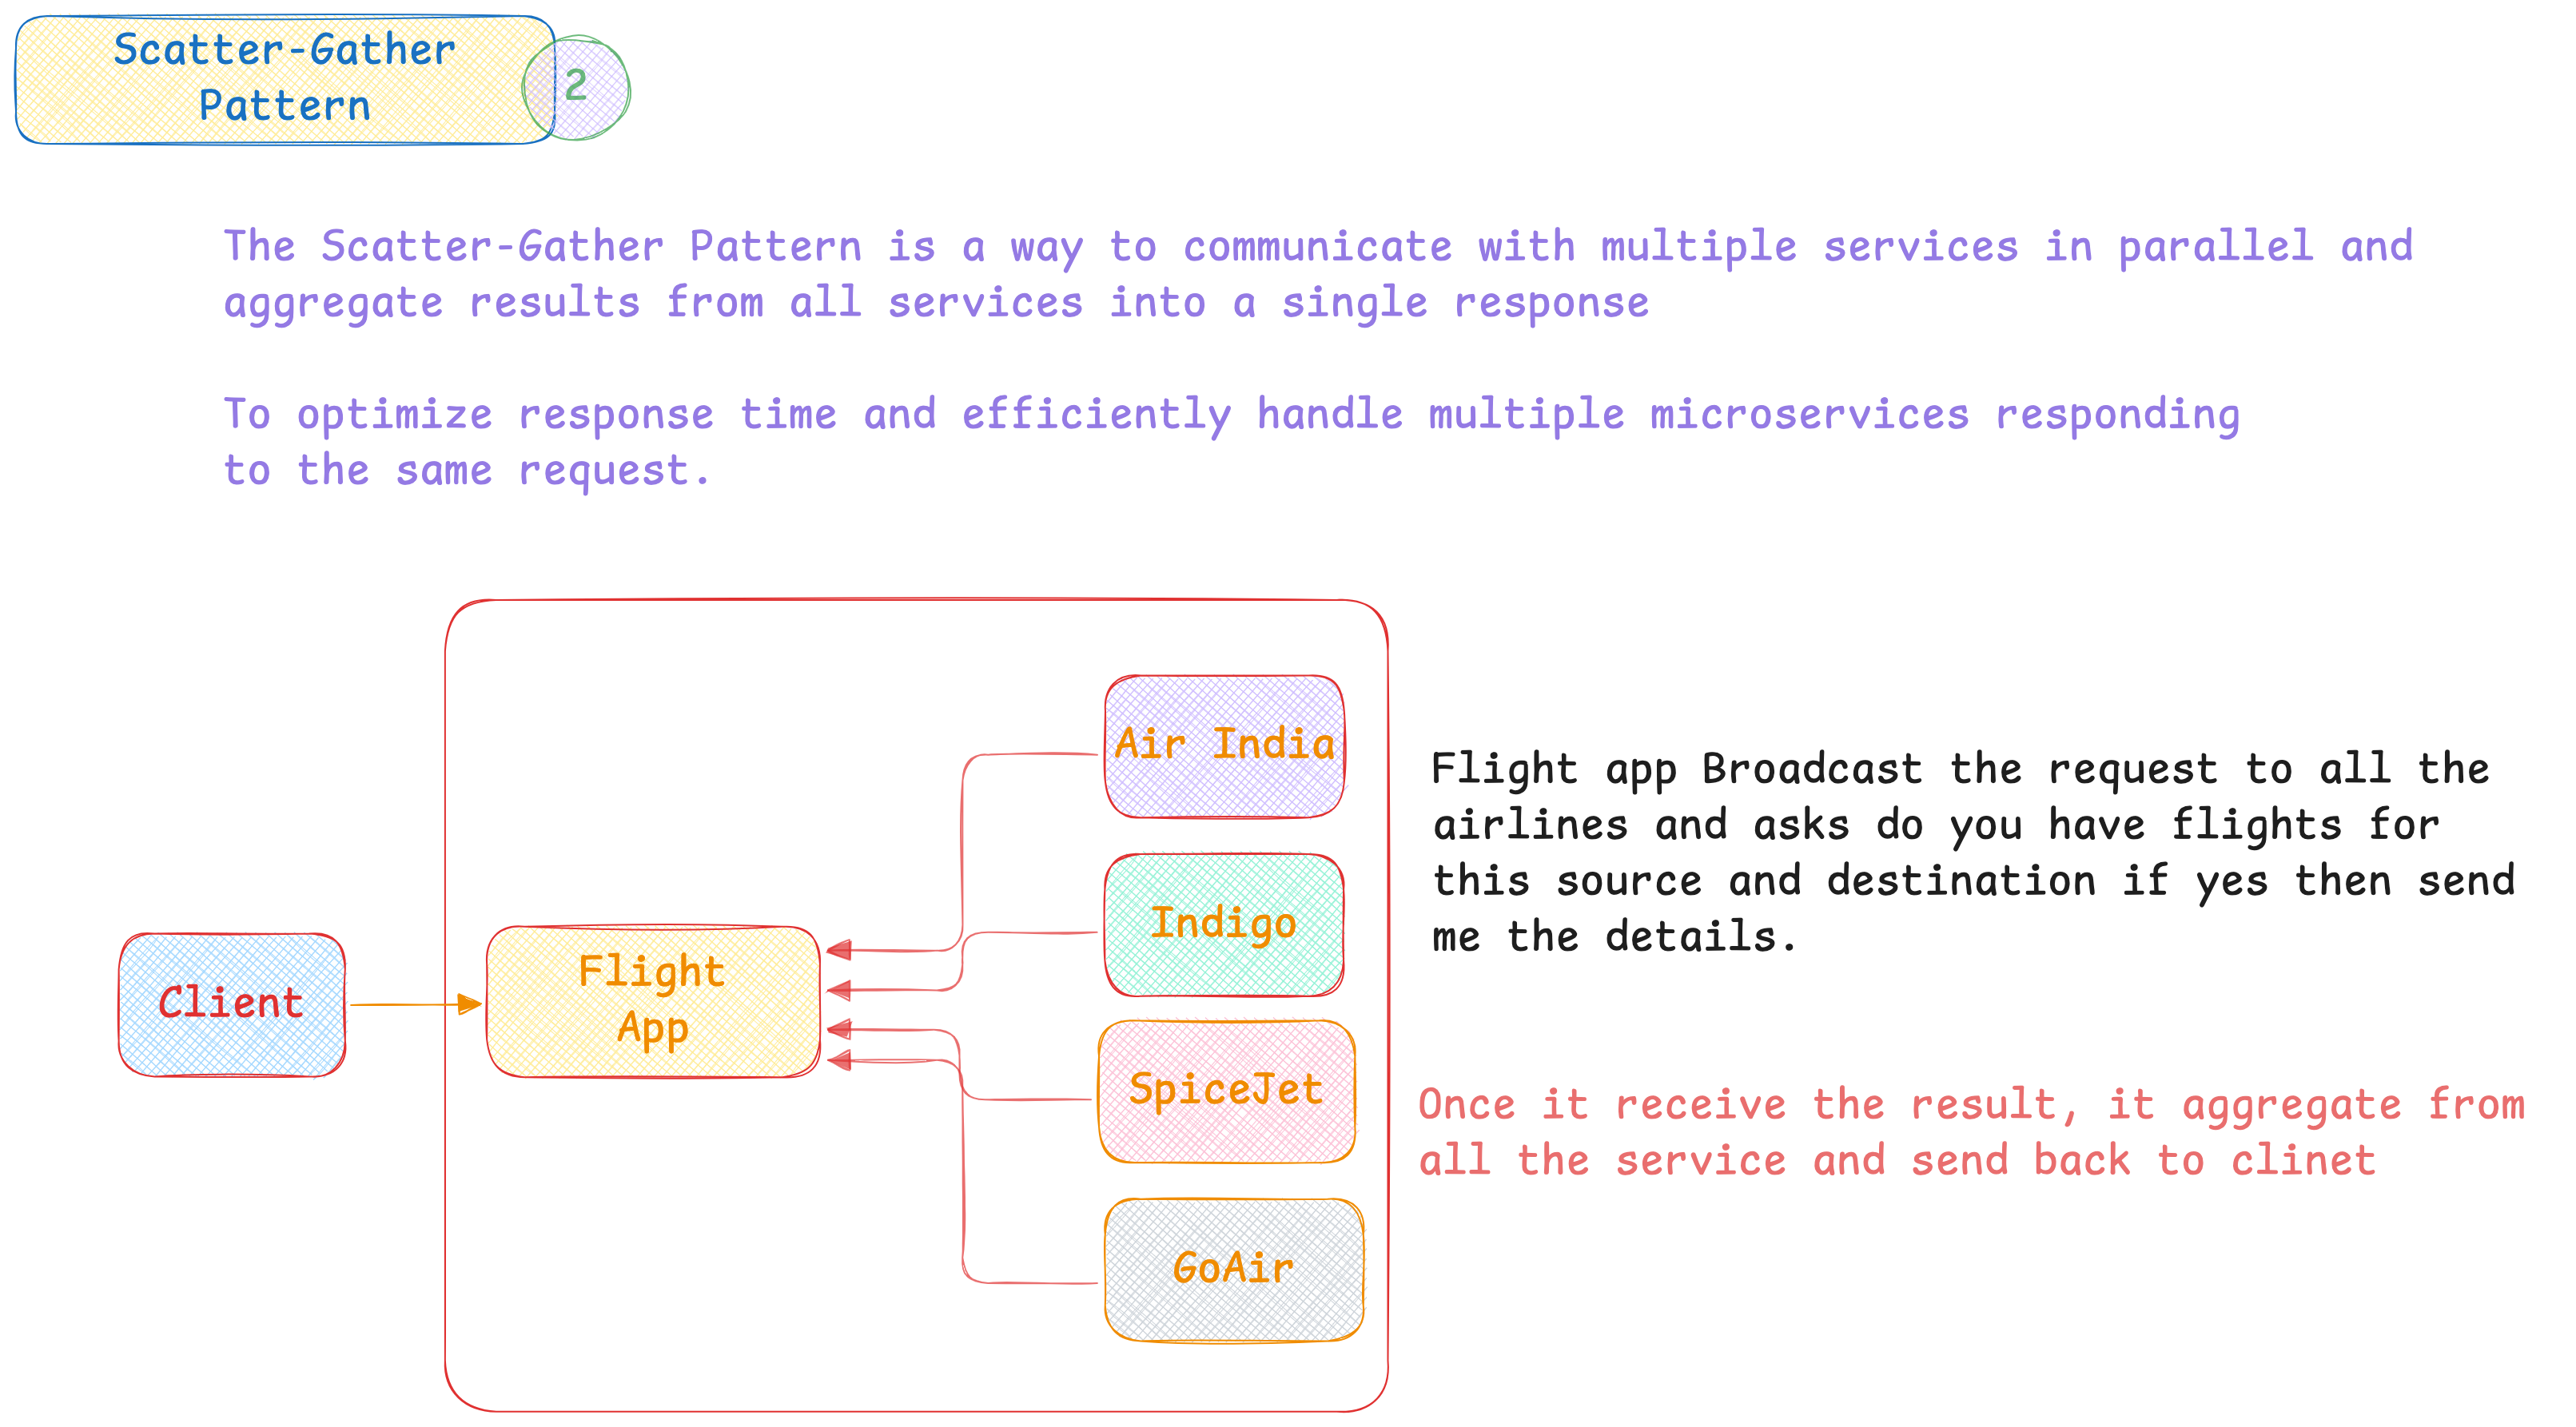 Scatter-Gather
Pattern
2
The Scatter-Gather Pattern is a way to communicate with multiple services in parallel and
aggregate results from all services into a single response
To optimize response time and efficiently handle multiple microservices responding
to the same request.
Air India
Indigo
SpiceJet
GoAir
Flight
App
Client
Flight app Broadcast the request to all the
airlines and asks do you have flights for
this source and destination if yes then send
me the details.
Once it receive the result, it aggregate from
all the service and send back to clinet